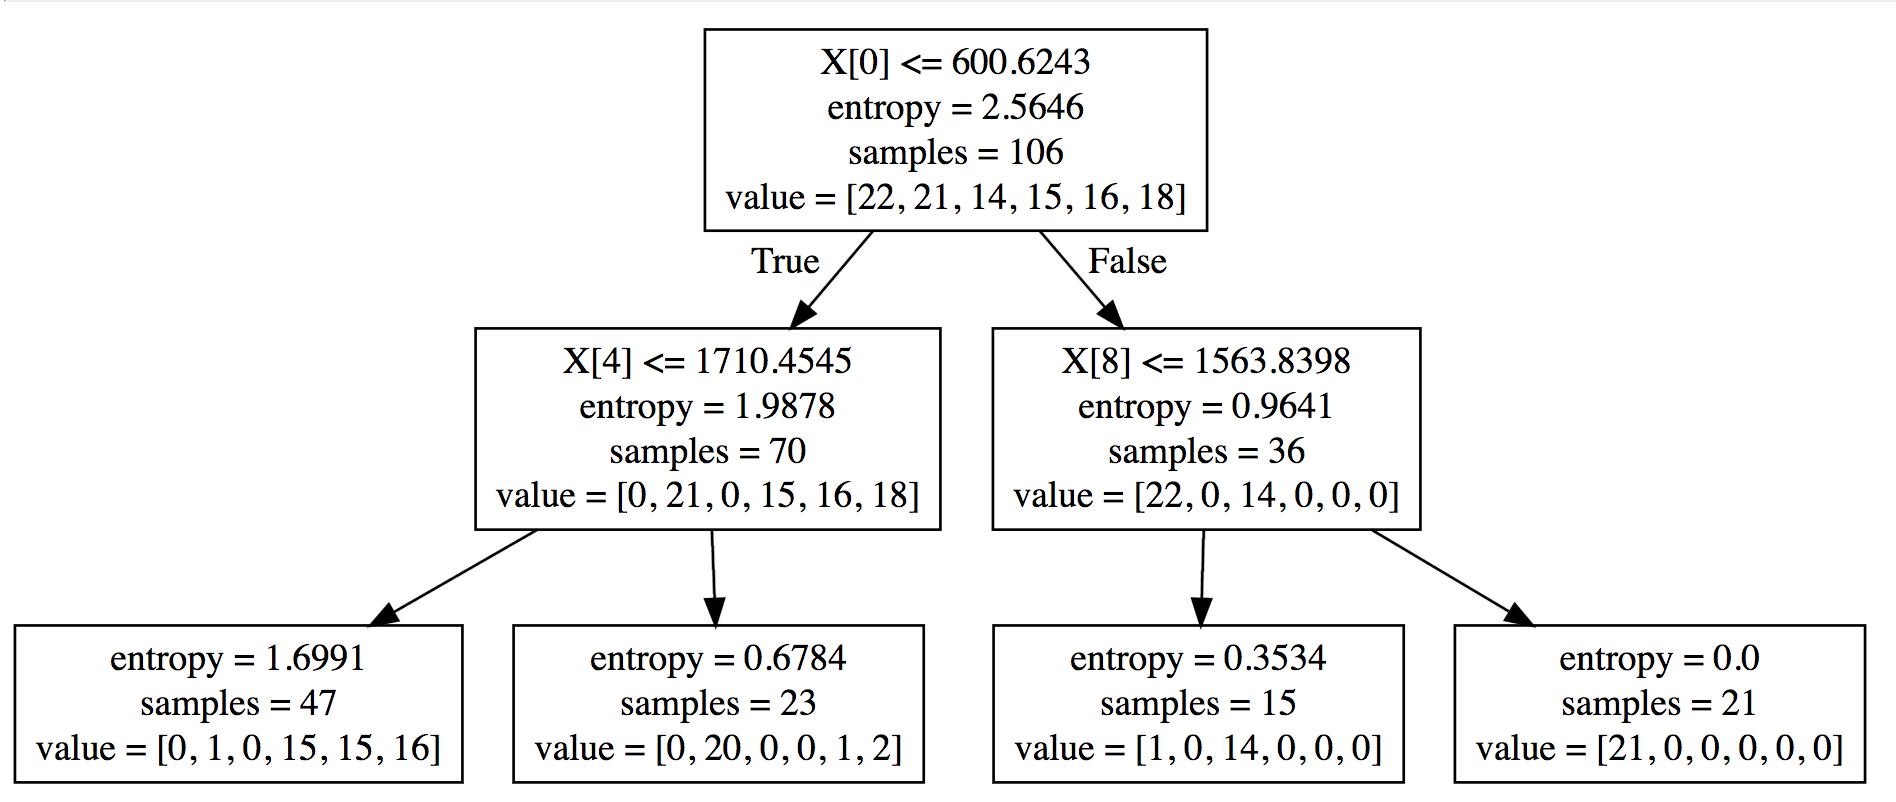 X[0] <= 600.6243
entropy = 2.5646
samples = 106
value = [22, 21, 14, 15, 16, 18]
True
False
X[4] <= 1710.4545
entropy = 1.9878
samples = 70
value = [0, 21, 0, 15, 16, 18]
X[8] <= 1563.8398
entropy = 0.9641
samples = 36
value = [22, 0, 14, 0, 0, 0]
entropy = 1.6991
samples = 47
value = [0, 1, 0, 15, 15, 16]
entropy = 0.6784
samples = 23
value = [0, 20, 0, 0, 1, 2]
entropy = 0.3534
samples = 15
value = [1, 0, 14, 0, 0, 0]
entropy = 0.0
samples = 21
value = [21, 0, 0, 0, 0, 0]